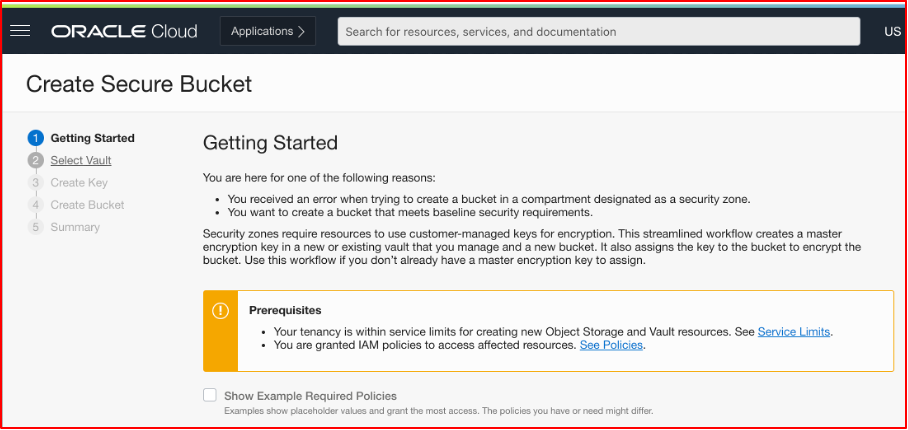 ORACLE Cloud
Applications >
Search for resources, services, and documentation
US
Create Secure Bucket
1 Getting Started
2 Select Vault
3 Create Key
4 Create Bucket
5 Summary
Getting Started
You are here for one of the following reasons:
• You received an error when trying to create a bucket in a compartment designated as a security zone.
• You want to create a bucket that meets baseline security requirements.
Security zones require resources to use customer-managed keys for encryption. This streamlined workflow creates a master
encryption key in a new or existing vault that you manage and a new bucket. It also assigns the key to the bucket to encrypt the
bucket. Use this workflow if you don't already have a master encryption key to assign.
Prerequisites
• Your tenancy is within service limits for creating new Object Storage and Vault resources. See Service Limits.
• You are granted IAM policies to access affected resources. See Policies.
Show Example Required Policies
Examples show placeholder values and grant the most access. The policies you have or need might differ.